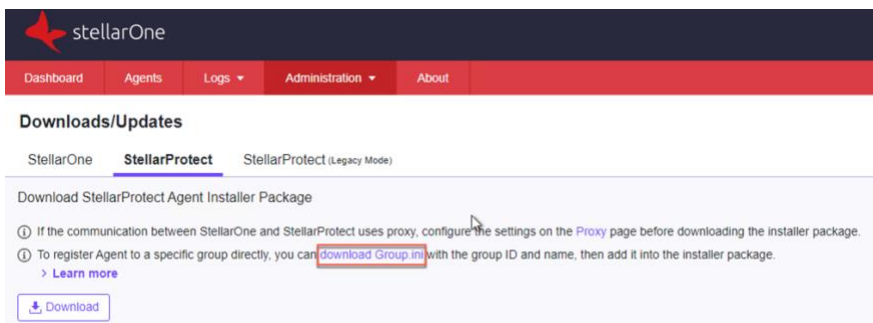 stellarOne
Dashboard Agents Logs Administration About
Downloads/Updates
StellarOne StellarProtect StellarProtect (Legacy Mode)
Download StellarProtect Agent Installer Package
If the communication between StellarOne and StellarProtect uses proxy, configure the settings on the Proxy page before downloading the installer package.
To register Agent to a specific group directly, you can download Group.ini with the group ID and name, then add it into the installer package.
> Learn more
Download